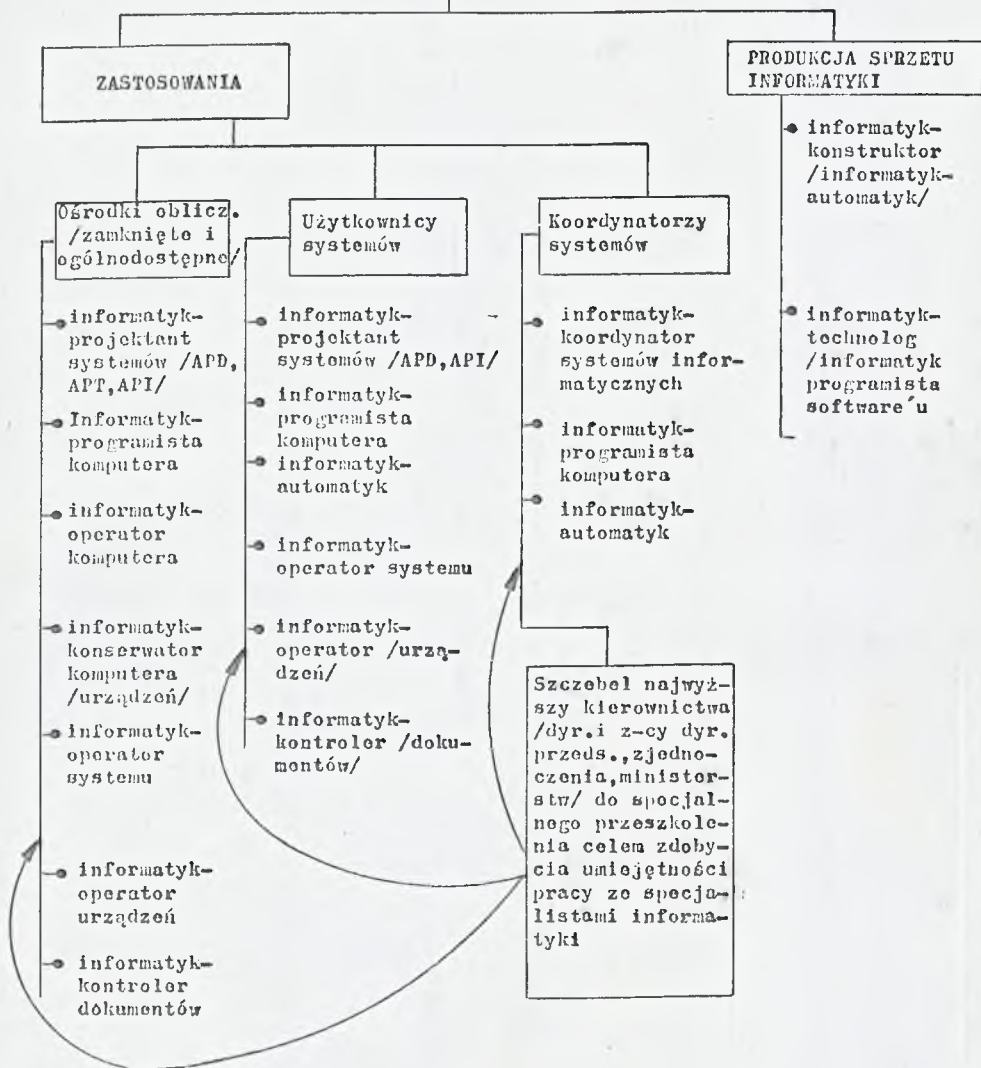 ZASTOSOWANIA
PRODUKCJA SPRZETU
INFORMATYKI
informatyk-
konstruktor
/informatyk-
automatyk/
informatyk-
technolog
/informatyk
programista
software´u
Ośrodki oblicz.
/zamknięte i
ogólnodostępne/
informatyk-
projektant
systemów /APD,
APT,API/
Informatyk-
programista
komputera
informatyk-
operator
komputera
informatyk-
konserwator
komputera
/urządzeń/
informatyk-
operator
systemu
informatyk-
operator
urządzeń
informatyk-
kontroler
dokumentów
Użytkownicy
systemów
informatyk-
projektant
systemów /APD,API/
informatyk-
programista
komputera
informatyk-
automatyk
informatyk-
operator systemu
informatyk-
operator /urzą-
dzeń/
informatyk-
kontroler /doku-
mentów/
Koordynatorzy
systemów
informatyk-
koordynator
systemów infor-
matycznych
informatyk-
programista
komputera
informatyk-
automatyk
Szczebel najwyż-
szy kierownictwa
/dyr.i z-cy dyr.
przeds.,zjedno-
czenia,minister-
stw/ do specjal-
nego przeszkole-
nia celem zdoby-
cia umiejętności
pracy ze specja-
listami informa-
tyki